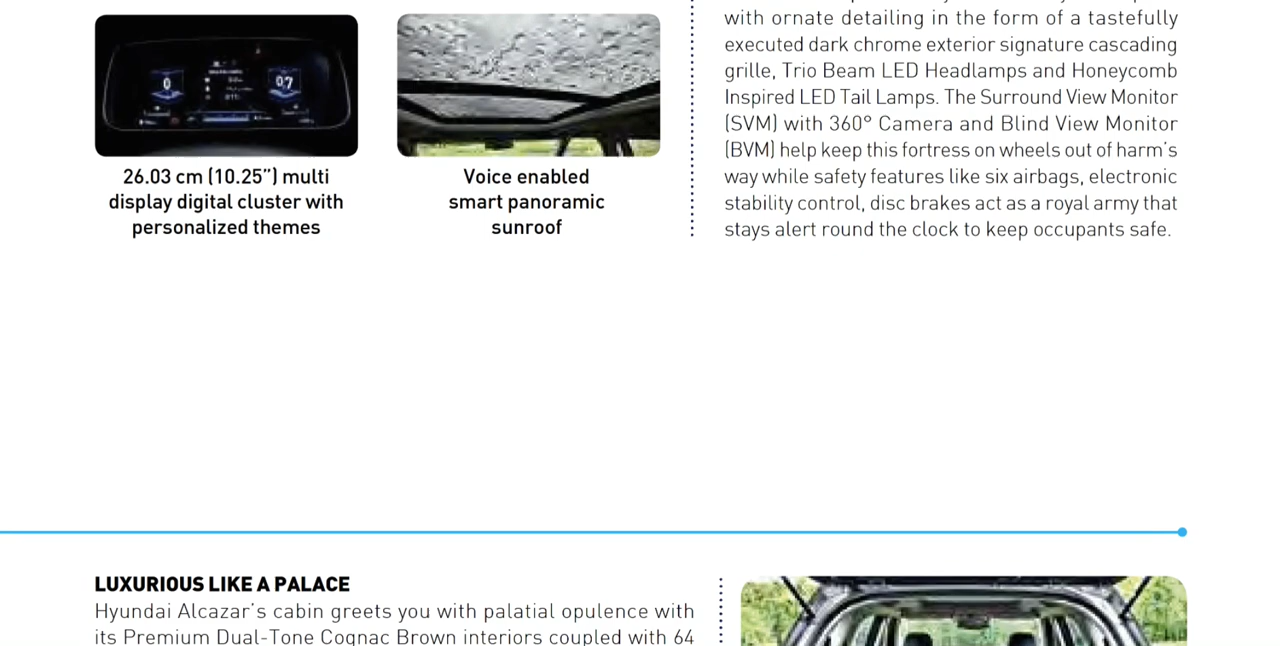 26.03 cm (10.25”) multi
display digital cluster with
personalized themes
Voice enabled
smart panoramic
sunroof
with ornate detailing in the form of a tastefully
executed dark chrome exterior signature cascading
grille, Trio Beam LED Headlamps and Honeycomb
Inspired LED Tail Lamps. The Surround View Monitor
(SVM) with 360° Camera and Blind View Monitor
(BVM) help keep this fortress on wheels out of harm's
way while safety features like six airbags, electronic
stability control, disc brakes act as a royal army that
stays alert round the clock to keep occupants safe.
LUXURIOUS LIKE A PALACE
Hyundai Alcazar's cabin greets you with palatial opulence with
its Premium Dual-Tone Cognac Brown interiors coupled with 64